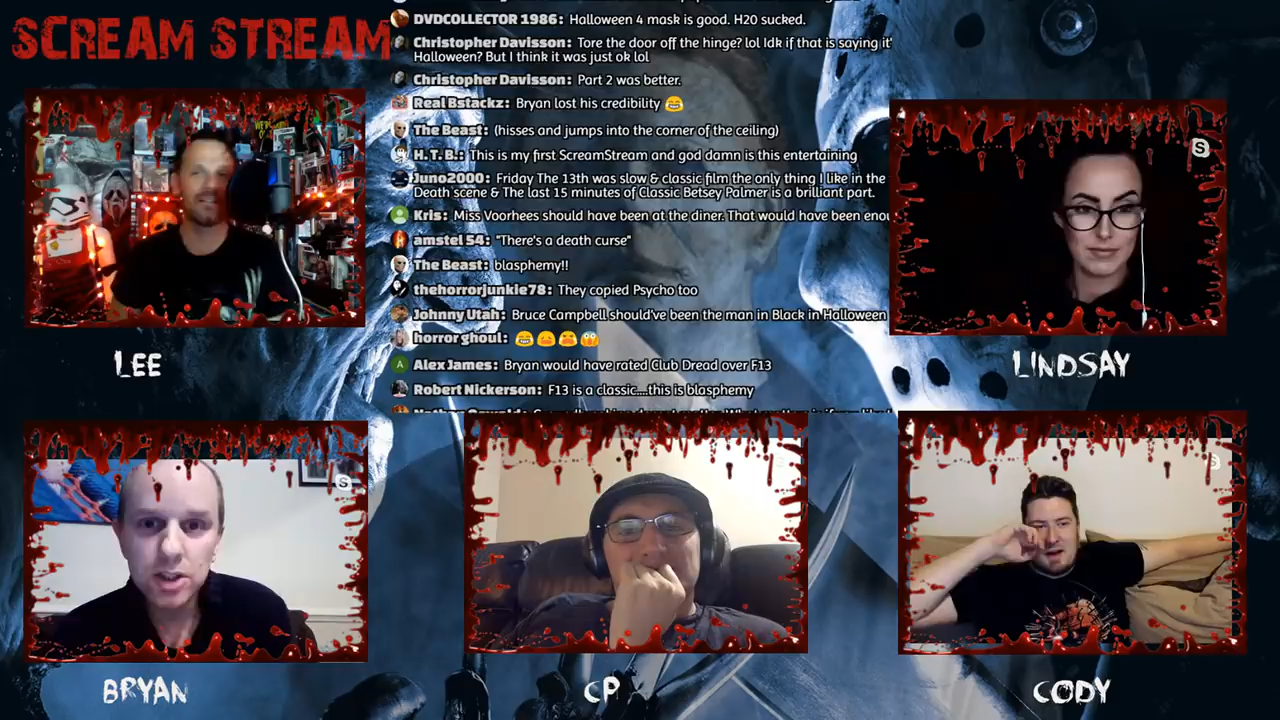 SCREAM STREAM
DVDCOLLECTOR 1986: Halloween 4 mask is good. H20 sucked.
Christopher Davisson: Tore the door off the hinge? lol Idk if that is saying it'
Halloween? But I think it was just ok lol
Christopher Davisson: Part 2 was better.
Real Bstackz: Bryan lost his credibility 😂
The Beast: (hisses and jumps into the corner of the ceiling)
H. T. B.: This is my first ScreamStream and god damn is this entertaining
Juno2000: Friday The 13th was slow & classic film the only thing I like in the
Death scene & The last 15 minutes of Classic Betsey Palmer is a brilliant part.
Kris: Miss Voorhees should have been at the diner. That would have been enou
amstel 54: "There's a death curse"
The Beast: blasphemy!!
thehorrorjunkie78: They copied Psycho too
Johnny Utah: Bruce Campbell should've been the man in Black in Halloween
horror ghoul: 😂😫😫😱
A Alex James: Bryan would have rated Club Dread over F13
Robert Nickerson: F13 is a classic....this is blasphemy
LEE
LINDSAY
S
S
S
BRYAN
CP
CODY